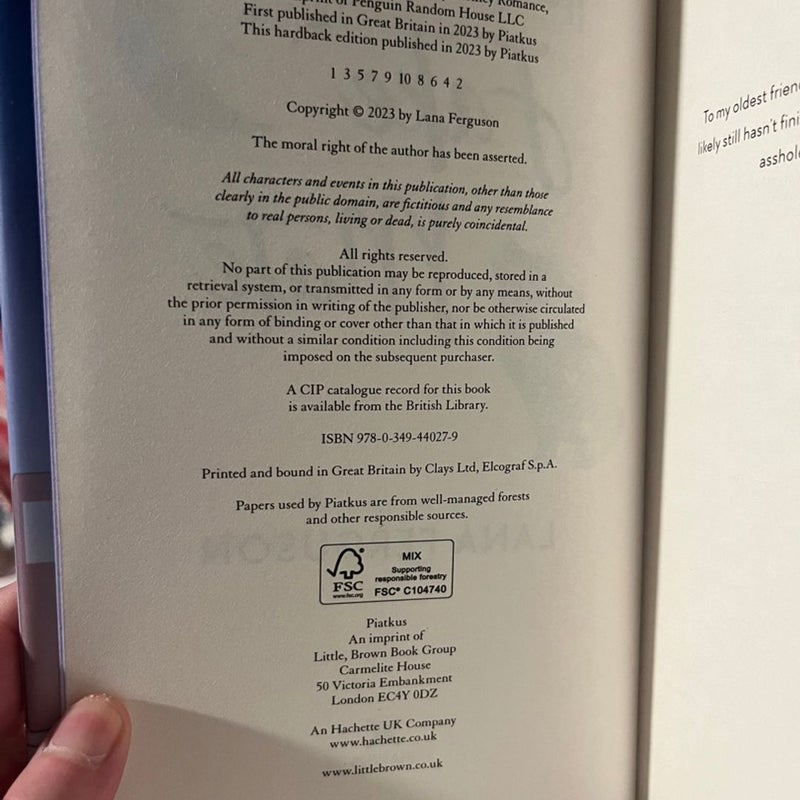 Romance,
of Penguin Random House LLC
First published in Great Britain in 2023 by Piatkus
This hardback edition published in 2023 by Piatkus
1 3 5 7 9 10 8 6 4 2
Copyright © 2023 by Lana Ferguson
The moral right of the author has been asserted.
All characters and events in this publication, other than those
clearly in the public domain, are fictitious and any resemblance
to real persons, living or dead, is purely coincidental.
All rights reserved.
No part of this publication may be reproduced, stored in a
retrieval system, or transmitted in any form or by any means, without
the prior permission in writing of the publisher, nor be otherwise circulated
in any form of binding or cover other than that in which it is published
and without a similar condition including this condition being
imposed on the subsequent purchaser.
A CIP catalogue record for this book
is available from the British Library.
ISBN 978-0-349-44027-9
Printed and bound in Great Britain by Clays Ltd, Elcograf S.p.A.
Papers used by Piatkus are from well-managed forests
and other responsible sources.
FSC
www.fsc.org
MIX
Supporting
responsible forestry
FSC® C104740
Piatkus
An imprint of
Little, Brown Book Group
Carmelite House
50 Victoria Embankment
London EC4Y 0DZ
An Hachette UK Company
www.hachette.co.uk
www.littlebrown.co.uk
To my oldest frien
likely still hasn't fini
asshol